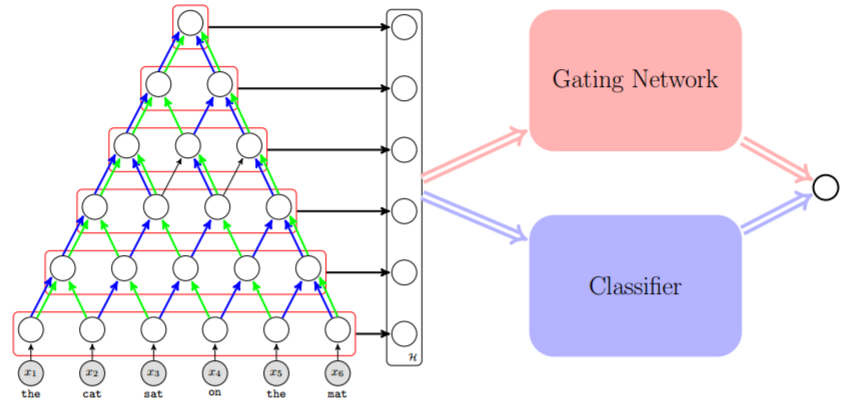 Gating Network
Classifier
ℋ
x₁ x₂ x₃ x₄ x₅ x₆
the cat sat on the mat